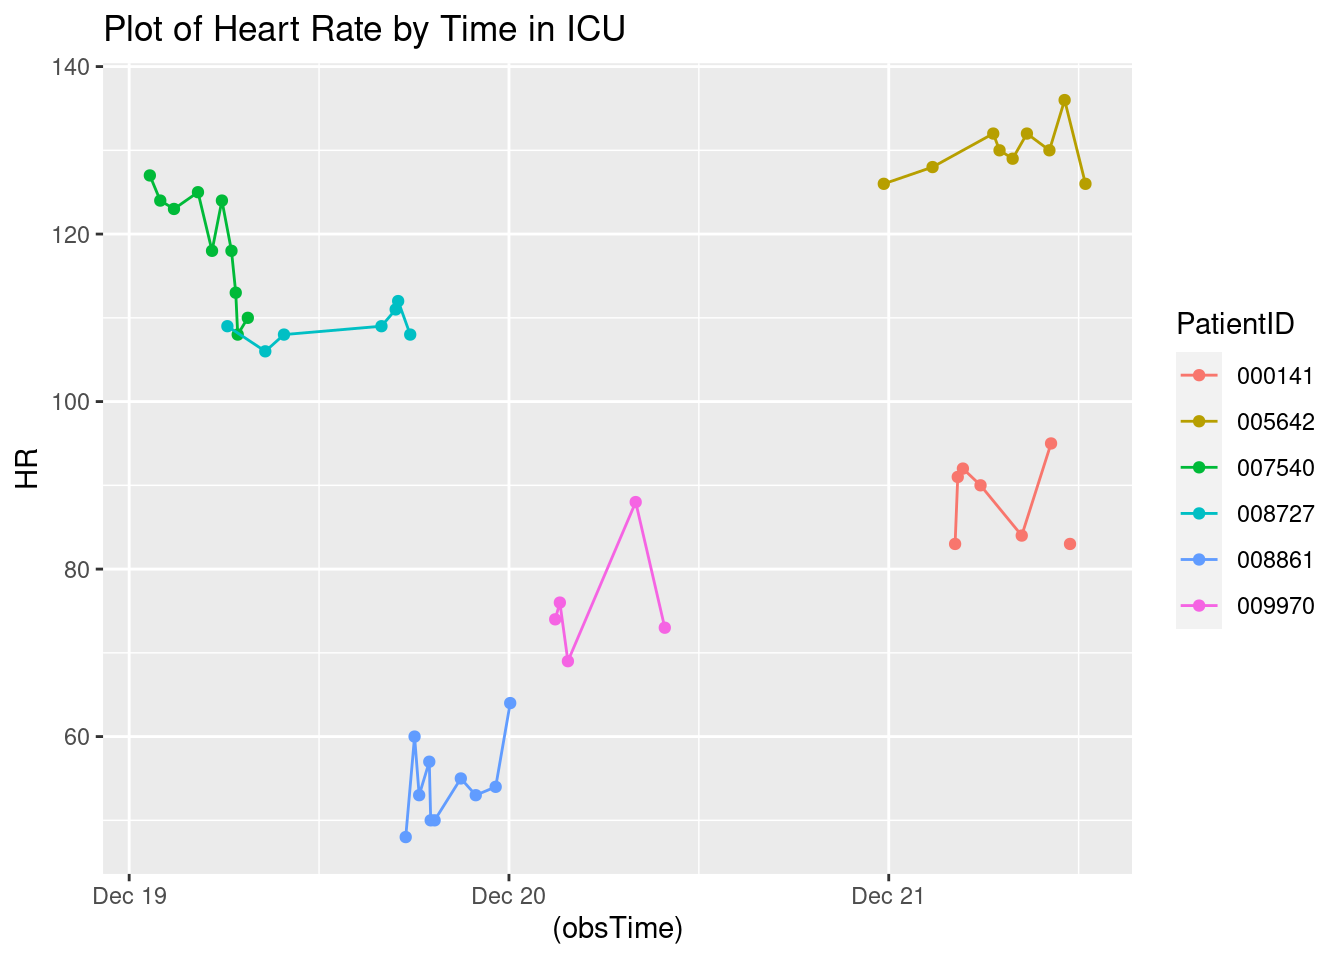 Plot of Heart Rate by Time in ICU
140
120
100
80
60
HR
Dec 19
Dec 20
Dec 21
(obsTime)
PatientID
000141
005642
007540
008727
008861
009970